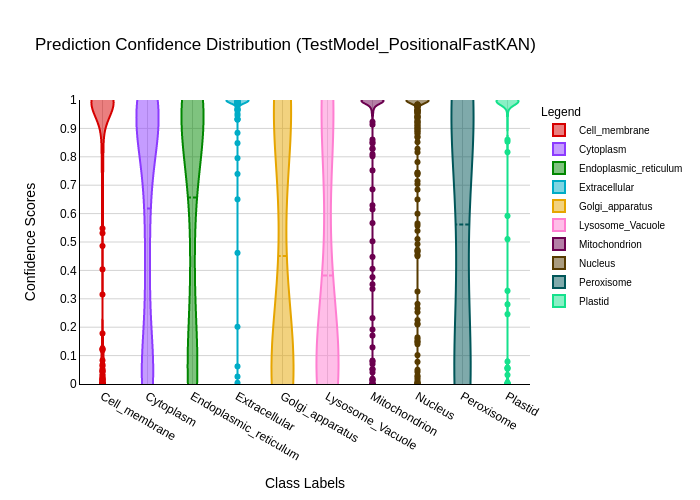 Prediction Confidence Distribution (TestModel_PositionalFastKAN)
Legend
Cell_membrane
Cytoplasm
Endoplasmic_reticulum
Extracellular
Golgi_apparatus
Lysosome_Vacuole
Mitochondrion
Nucleus
Peroxisome
Plastid
Confidence Scores
1
0.9
0.8
0.7
0.6
0.5
0.4
0.3
0.2
0.1
0
Cell_membrane
Cytoplasm
Endoplasmic_reticulum
Extracellular
Golgi_apparatus
Lysosome_Vacuole
Mitochondrion
Nucleus
Peroxisome
Plastid
Class Labels